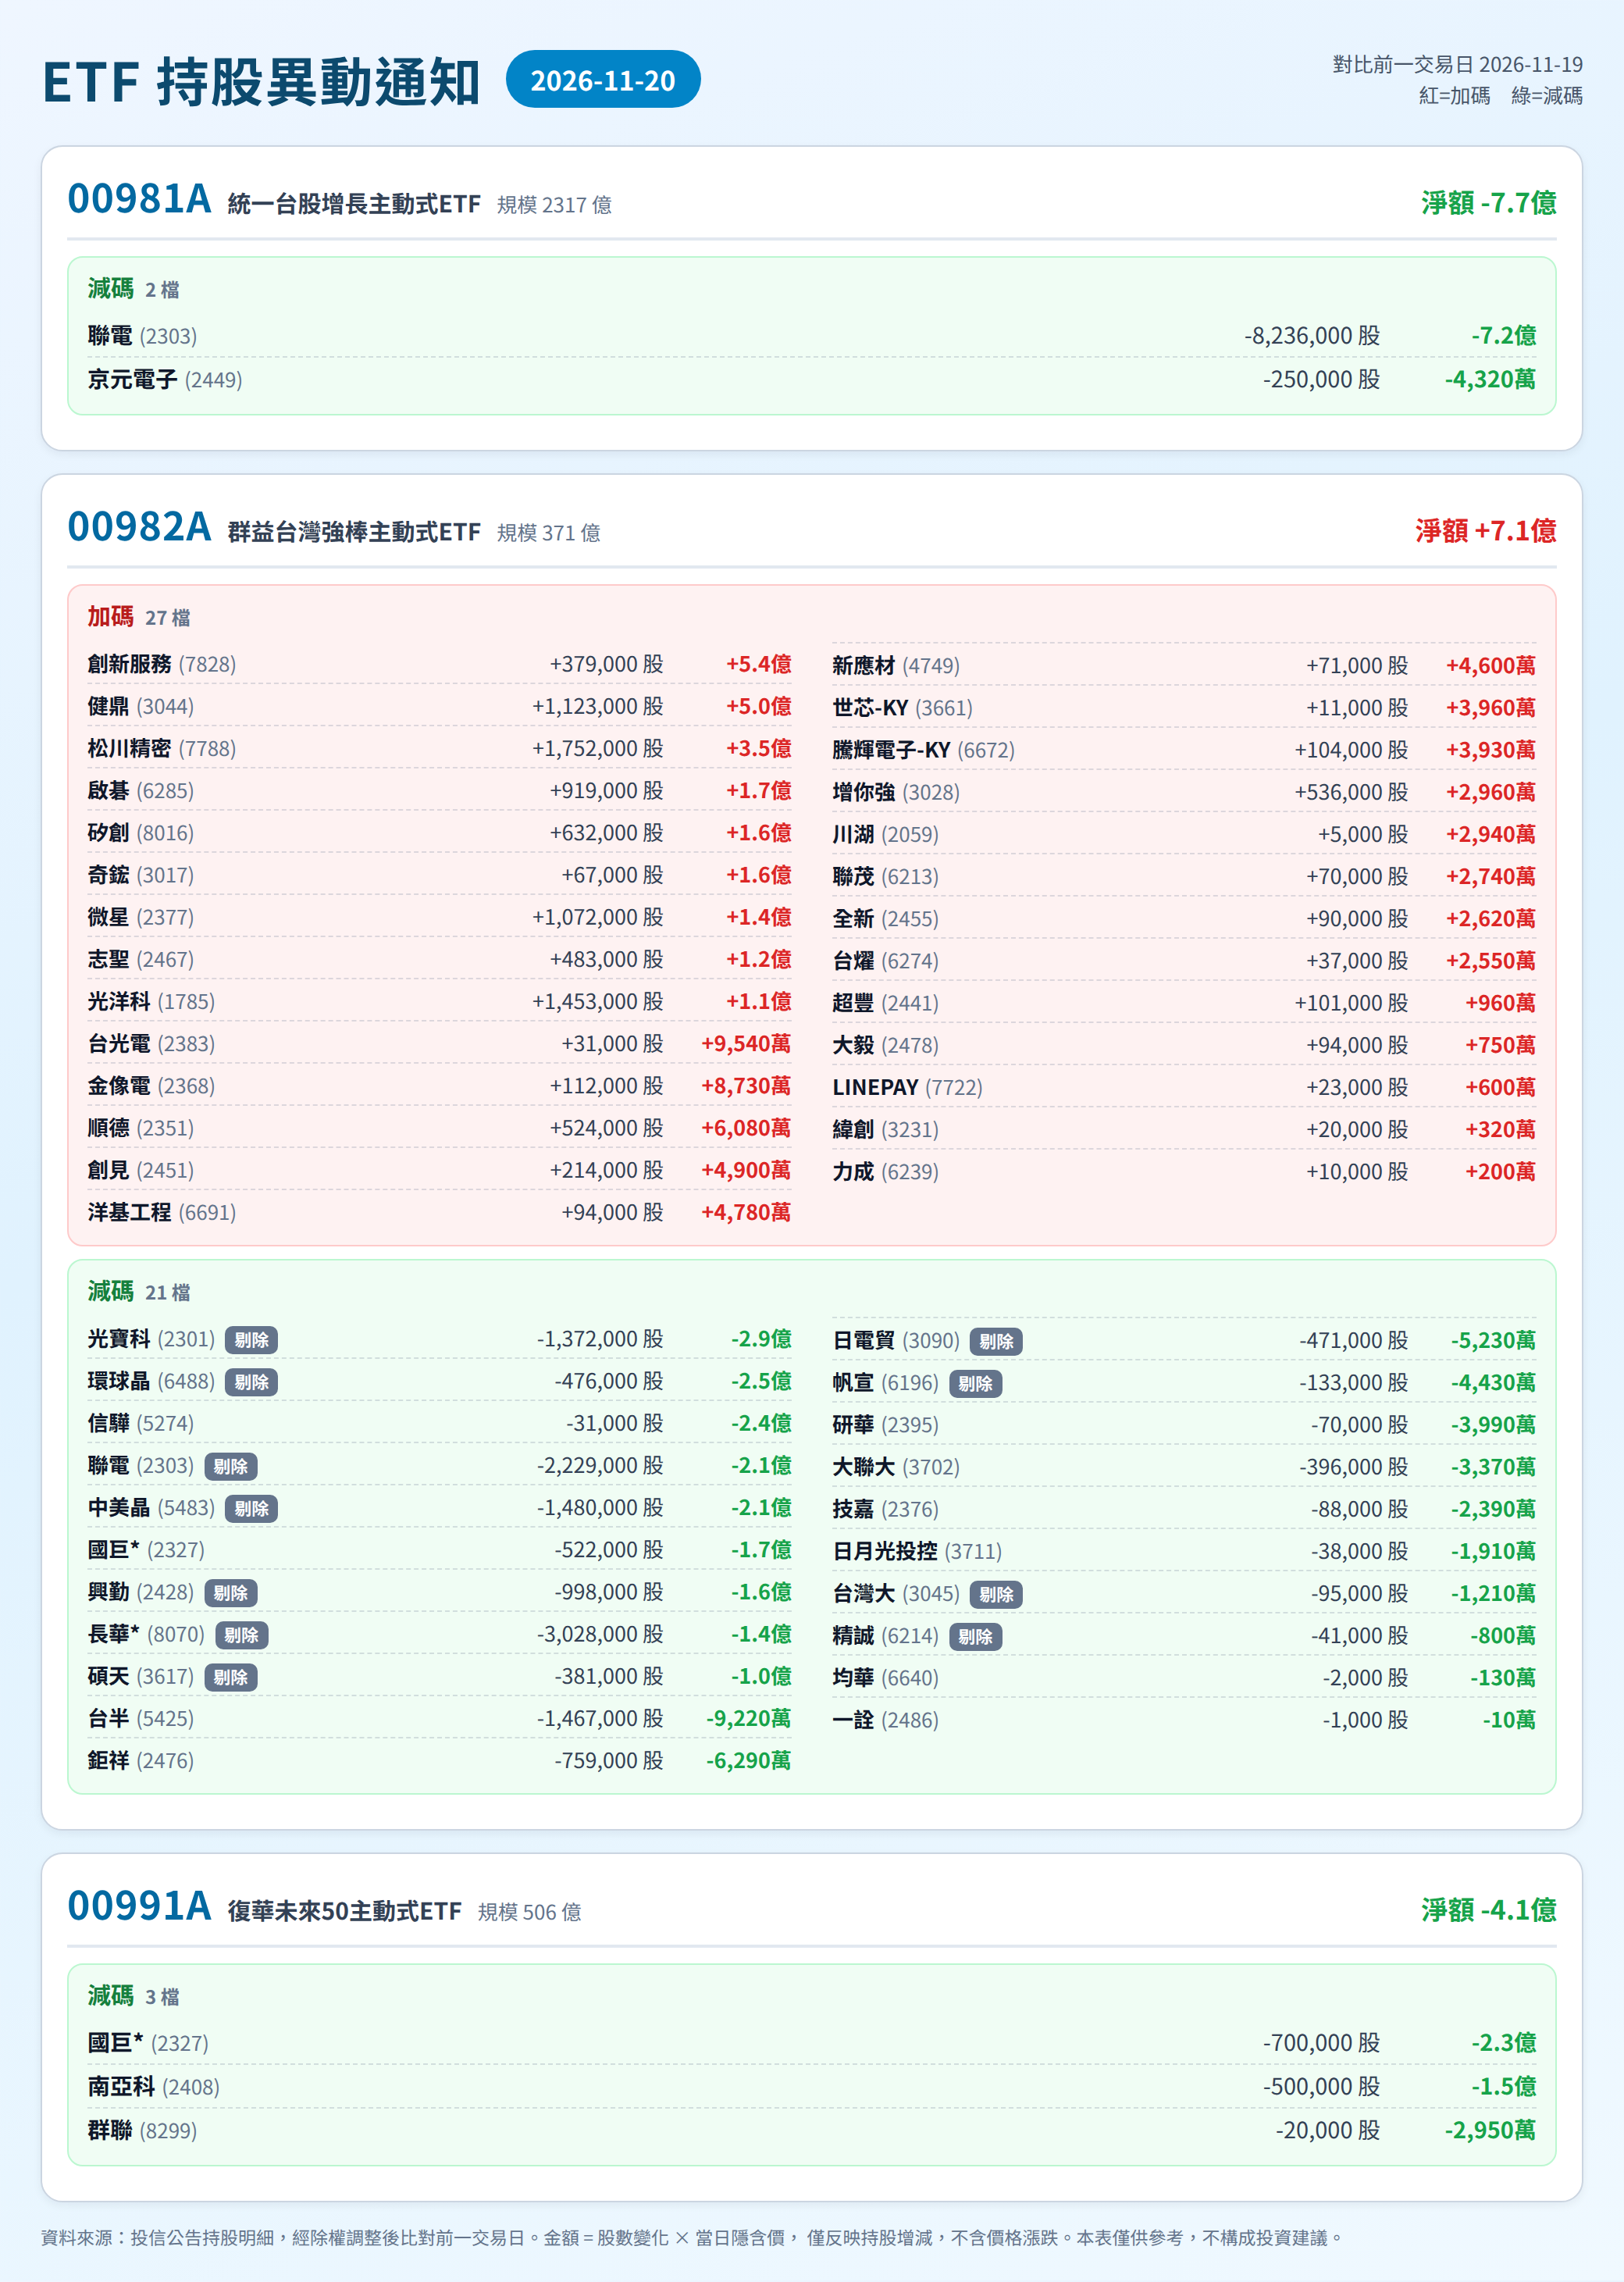 ETF 持股異動通知 2026-11-20
對比前一交易日 2026-11-19
紅=加碼 綠=減碼
00981A 統一台股增長主動式ETF 規模 2317 億 淨額 -7.7億
減碼 2 檔
聯電 (2303) -8,236,000 股 -7.2億
京元電子 (2449) -250,000 股 -4,320萬
00982A 群益台灣強棒主動式ETF 規模 371 億 淨額 +7.1億
加碼 27 檔
創新服務 (7828) +379,000 股 +5.4億
健鼎 (3044) +1,123,000 股 +5.0億
松川精密 (7788) +1,752,000 股 +3.5億
啟碁 (6285) +919,000 股 +1.7億
矽創 (8016) +632,000 股 +1.6億
奇鋐 (3017) +67,000 股 +1.6億
微星 (2377) +1,072,000 股 +1.4億
志聖 (2467) +483,000 股 +1.2億
光洋科 (1785) +1,453,000 股 +1.1億
台光電 (2383) +31,000 股 +9,540萬
金像電 (2368) +112,000 股 +8,730萬
順德 (2351) +524,000 股 +6,080萬
創見 (2451) +214,000 股 +4,900萬
洋基工程 (6691) +94,000 股 +4,780萬
新應材 (4749) +71,000 股 +4,600萬
世芯-KY (3661) +11,000 股 +3,960萬
騰輝電子-KY (6672) +104,000 股 +3,930萬
增你強 (3028) +536,000 股 +2,960萬
川湖 (2059) +5,000 股 +2,940萬
聯茂 (6213) +70,000 股 +2,740萬
全新 (2455) +90,000 股 +2,620萬
台燿 (6274) +37,000 股 +2,550萬
超豐 (2441) +101,000 股 +960萬
大毅 (2478) +94,000 股 +750萬
LINEPAY (7722) +23,000 股 +600萬
緯創 (3231) +20,000 股 +320萬
力成 (6239) +10,000 股 +200萬
減碼 21 檔
光寶科 (2301) 剔除 -1,372,000 股 -2.9億
環球晶 (6488) 剔除 -476,000 股 -2.5億
信驊 (5274) -31,000 股 -2.4億
聯電 (2303) 剔除 -2,229,000 股 -2.1億
中美晶 (5483) 剔除 -1,480,000 股 -2.1億
國巨* (2327) -522,000 股 -1.7億
興勤 (2428) 剔除 -998,000 股 -1.6億
長華* (8070) 剔除 -3,028,000 股 -1.4億
碩天 (3617) 剔除 -381,000 股 -1.0億
台半 (5425) -1,467,000 股 -9,220萬
鉅祥 (2476) -759,000 股 -6,290萬
日電貿 (3090) 剔除 -471,000 股 -5,230萬
帆宣 (6196) 剔除 -133,000 股 -4,430萬
研華 (2395) -70,000 股 -3,990萬
大聯大 (3702) -396,000 股 -3,370萬
技嘉 (2376) -88,000 股 -2,390萬
日月光投控 (3711) -38,000 股 -1,910萬
台灣大 (3045) 剔除 -95,000 股 -1,210萬
精誠 (6214) 剔除 -41,000 股 -800萬
均華 (6640) -2,000 股 -130萬
一詮 (2486) -1,000 股 -10萬
00991A 復華未來50主動式ETF 規模 506 億 淨額 -4.1億
減碼 3 檔
國巨* (2327) -700,000 股 -2.3億
南亞科 (2408) -500,000 股 -1.5億
群聯 (8299) -20,000 股 -2,950萬
資料來源：投信公告持股明細，經除權調整後比對前一交易日。金額 = 股數變化 × 當日隱含價， 僅反映持股增減，不含價格漲跌。本表僅供參考，不構成投資建議。